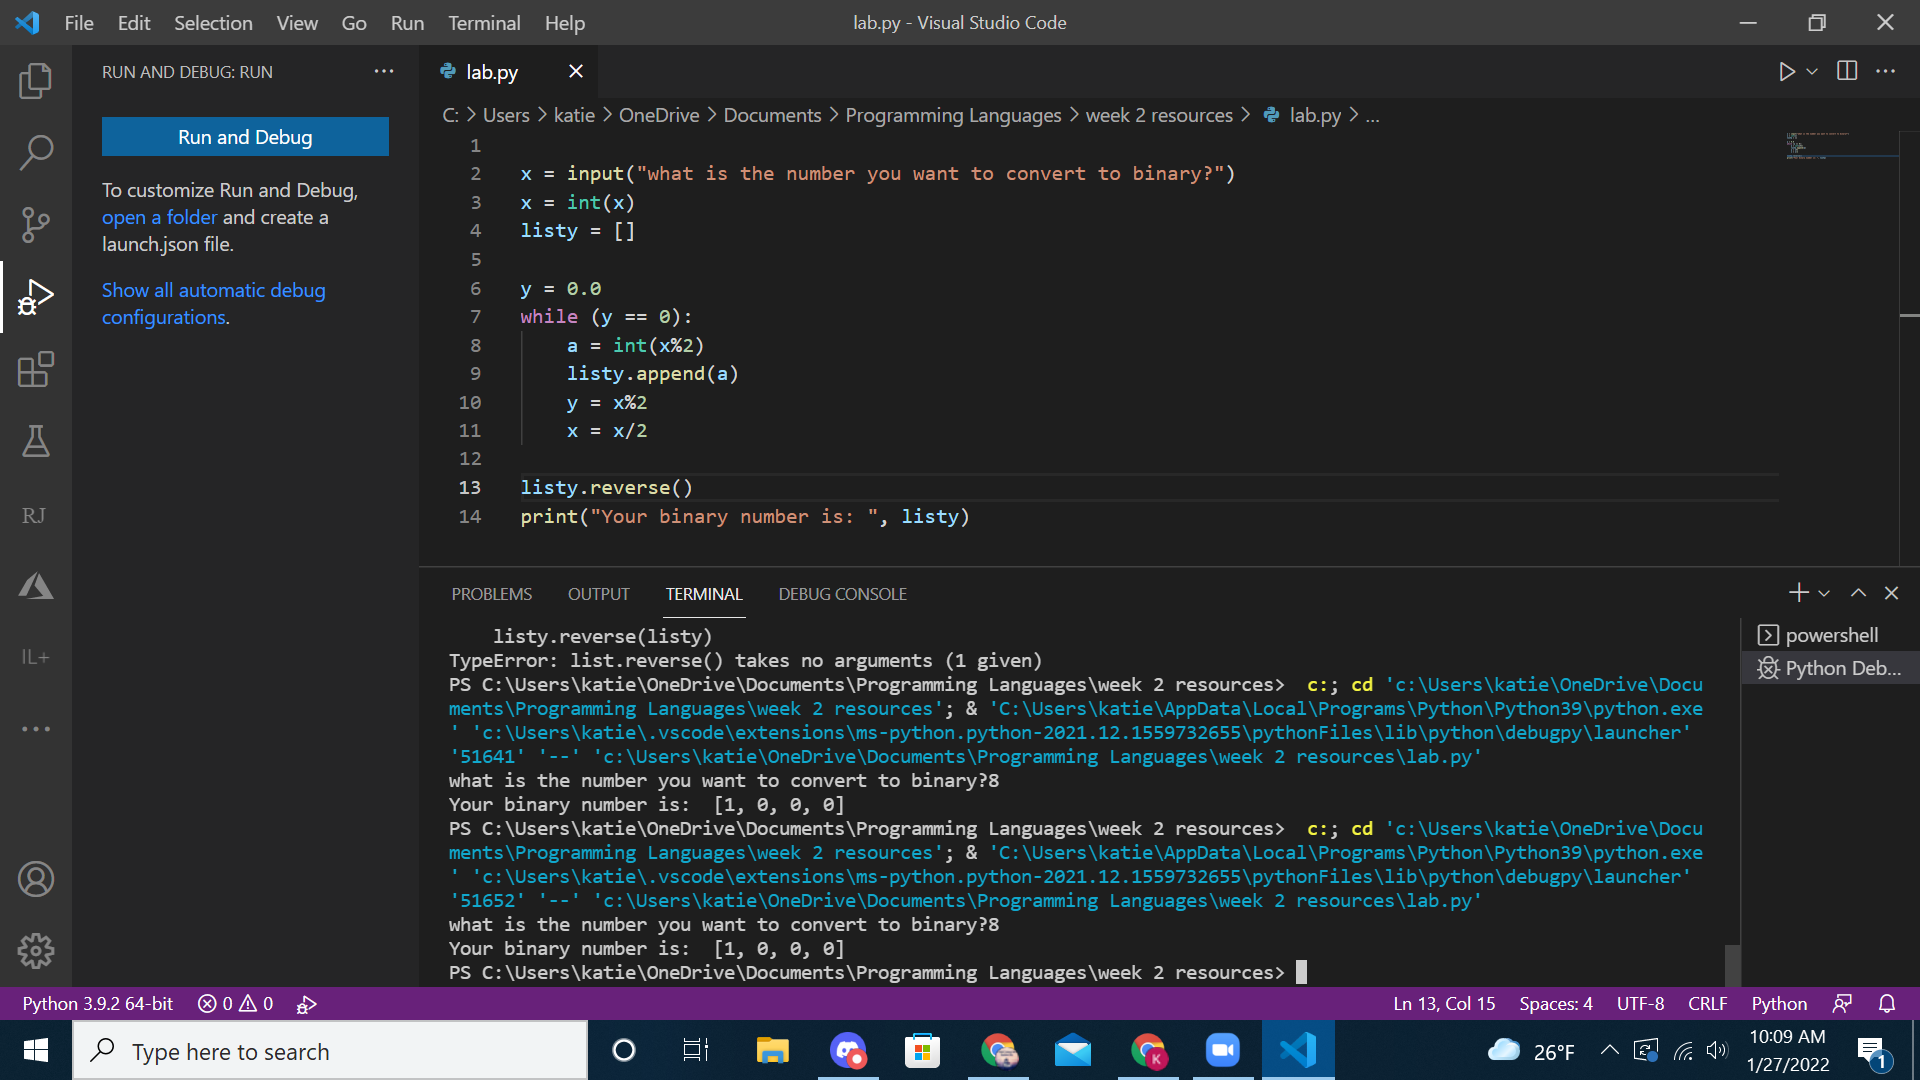 File Edit Selection View Go Run Terminal Help
lab.py - Visual Studio Code
RUN AND DEBUG: RUN
Run and Debug
To customize Run and Debug,
open a folder and create a
launch.json file.
Show all automatic debug
configurations.
RJ
IL+
lab.py
C: > Users > katie > OneDrive > Documents > Programming Languages > week 2 resources > lab.py > ...
1
2 x = input("what is the number you want to convert to binary?")
3 x = int(x)
4 listy = []
5
6 y = 0.0
7 while (y == 0):
8     a = int(x%2)
9     listy.append(a)
10     y = x%2
11     x = x/2
12
13 listy.reverse()
14 print("Your binary number is: ", listy)
PROBLEMS OUTPUT TERMINAL DEBUG CONSOLE
    listy.reverse(listy)
TypeError: list.reverse() takes no arguments (1 given)
PS C:\Users\katie\OneDrive\Documents\Programming Languages\week 2 resources>  c:; cd 'c:\Users\katie\OneDrive\Docu
ments\Programming Languages\week 2 resources'; & 'C:\Users\katie\AppData\Local\Programs\Python\Python39\python.exe
' 'c:\Users\katie\.vscode\extensions\ms-python.python-2021.12.1559732655\pythonFiles\lib\python\debugpy\launcher'
'51641' '--' 'c:\Users\katie\OneDrive\Documents\Programming Languages\week 2 resources\lab.py'
what is the number you want to convert to binary?8
Your binary number is:  [1, 0, 0, 0]
PS C:\Users\katie\OneDrive\Documents\Programming Languages\week 2 resources>  c:; cd 'c:\Users\katie\OneDrive\Docu
ments\Programming Languages\week 2 resources'; & 'C:\Users\katie\AppData\Local\Programs\Python\Python39\python.exe
' 'c:\Users\katie\.vscode\extensions\ms-python.python-2021.12.1559732655\pythonFiles\lib\python\debugpy\launcher'
'51652' '--' 'c:\Users\katie\OneDrive\Documents\Programming Languages\week 2 resources\lab.py'
what is the number you want to convert to binary?8
Your binary number is:  [1, 0, 0, 0]
PS C:\Users\katie\OneDrive\Documents\Programming Languages\week 2 resources>
powershell
Python Deb...
Python 3.9.2 64-bit 0 0
Ln 13, Col 15 Spaces: 4 UTF-8 CRLF Python
Type here to search
K
26°F
10:09 AM
1/27/2022
1